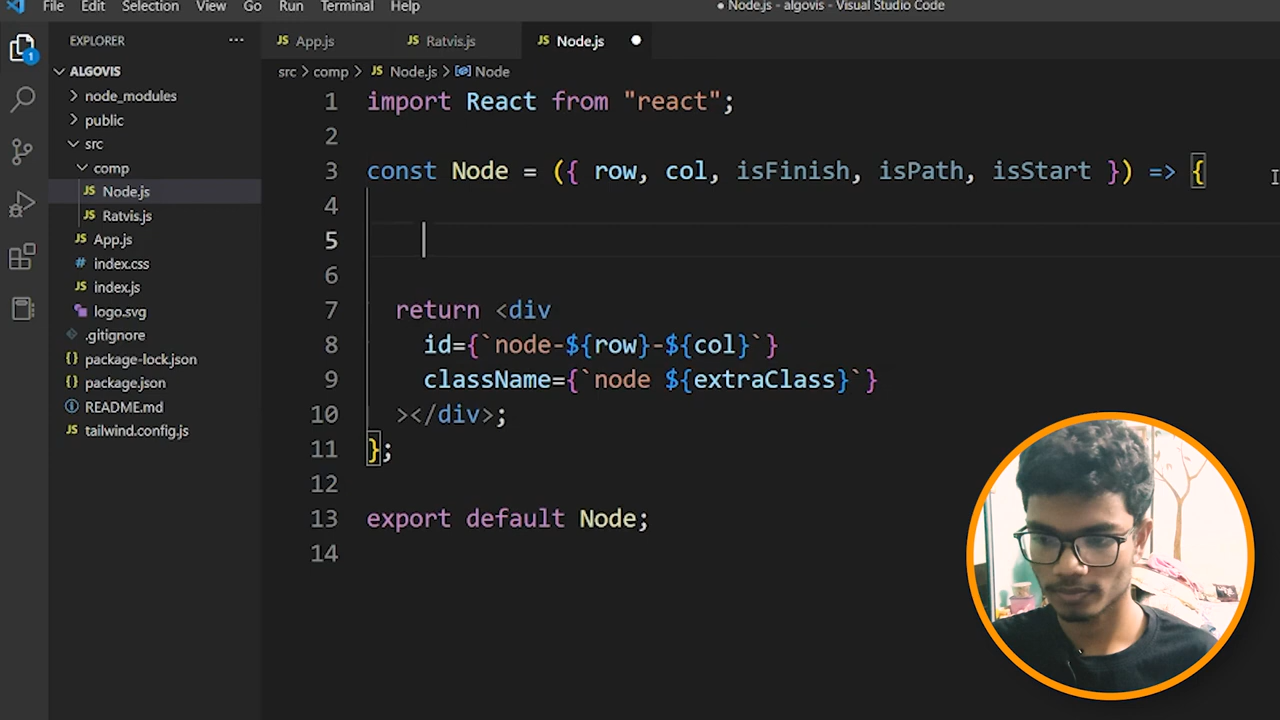 File Edit Selection View Go Run Terminal Help ● Node.js - algovis - Visual Studio Code
EXPLORER ···
App.js
Ratvis.js
Node.js
src > comp > Node.js > Node
ALGOVIS
node_modules
public
src
comp
Node.js
Ratvis.js
App.js
index.css
index.js
logo.svg
.gitignore
package-lock.json
package.json
README.md
tailwind.config.js
1
1 import React from "react";
2
3 const Node = ({ row, col, isFinish, isPath, isStart }) => {
4
5
6
7 return <div
8 id={`node-${row}-${col}`}
9 className={`node ${extraClass}`}
10 ></div>;
11 };
12
13 export default Node;
14